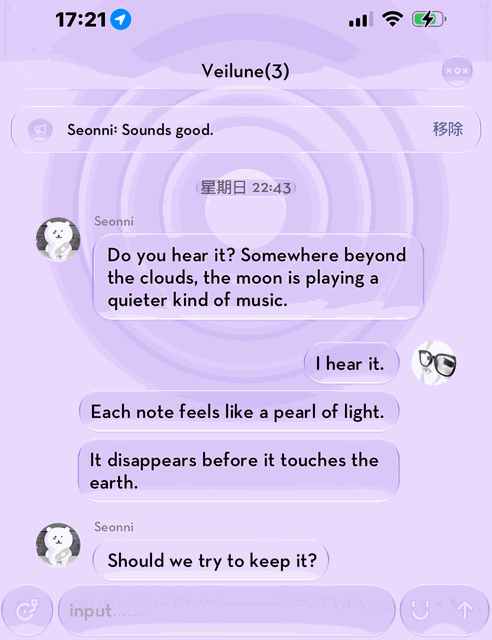 17:21
Veilune(3)
Seonni: Sounds good.
移除
星期日 22:43
Seonni
Do you hear it? Somewhere beyond
the clouds, the moon is playing a
quieter kind of music.
I hear it.
Each note feels like a pearl of light.
It disappears before it touches the
earth.
Seonni
Should we try to keep it?
input......